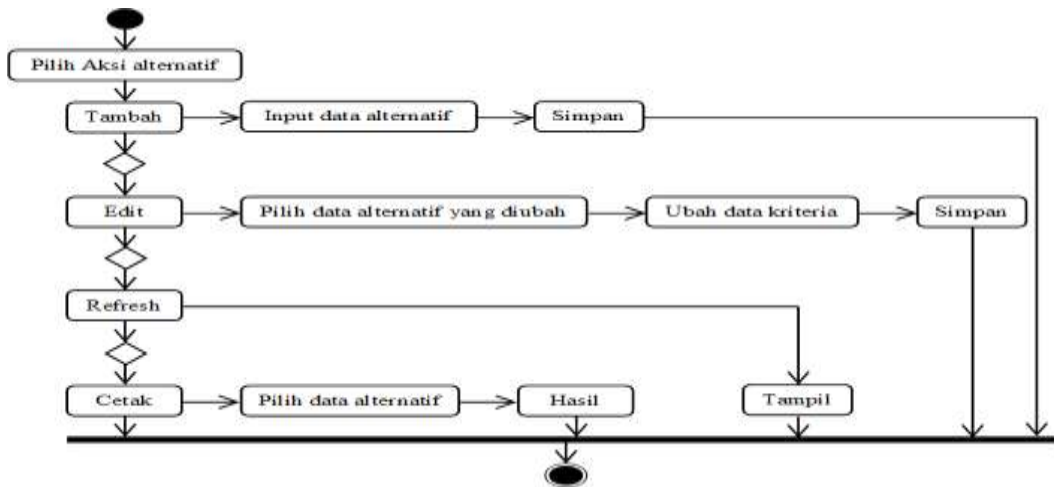 Pilih Aksi alternatif
Tambah
Input data alternatif
Simpan
Edit
Pilih data alternatif yang diubah
Ubah data kriteria
Simpan
Refresh
Cetak
Pilih data alternatif
Hasil
Tampil